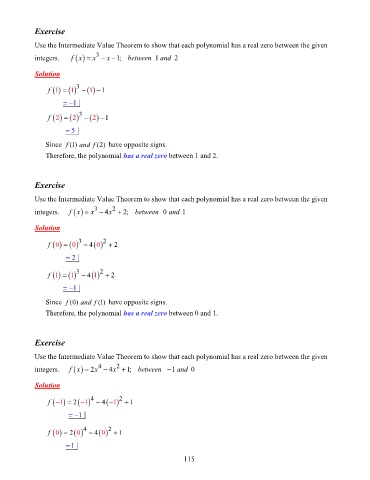 Exercise
Use the Intermediate Value Theorem to show that each polynomial has a real zero between the given
integers. f(x) = x³ − x − 1; between 1 and 2
Solution
f(1) = (1)³ − (1) − 1
= −1 |
f(2) = (2)³ − (2) − 1
= 5 |
Since f(1) and f(2) have opposite signs.
Therefore, the polynomial has a real zero between 1 and 2.
Exercise
Use the Intermediate Value Theorem to show that each polynomial has a real zero between the given
integers. f(x) = x³ − 4x² + 2; between 0 and 1
Solution
f(0) = (0)³ − 4(0)² + 2
= 2 |
f(1) = (1)³ − 4(1)² + 2
= −1 |
Since f(0) and f(1) have opposite signs.
Therefore, the polynomial has a real zero between 0 and 1.
Exercise
Use the Intermediate Value Theorem to show that each polynomial has a real zero between the given
integers. f(x) = 2x⁴ − 4x² + 1; between −1 and 0
Solution
f(−1) = 2(−1)⁴ − 4(−1)² + 1
= −1 |
f(0) = 2(0)⁴ − 4(0)² + 1
= 1 |
115